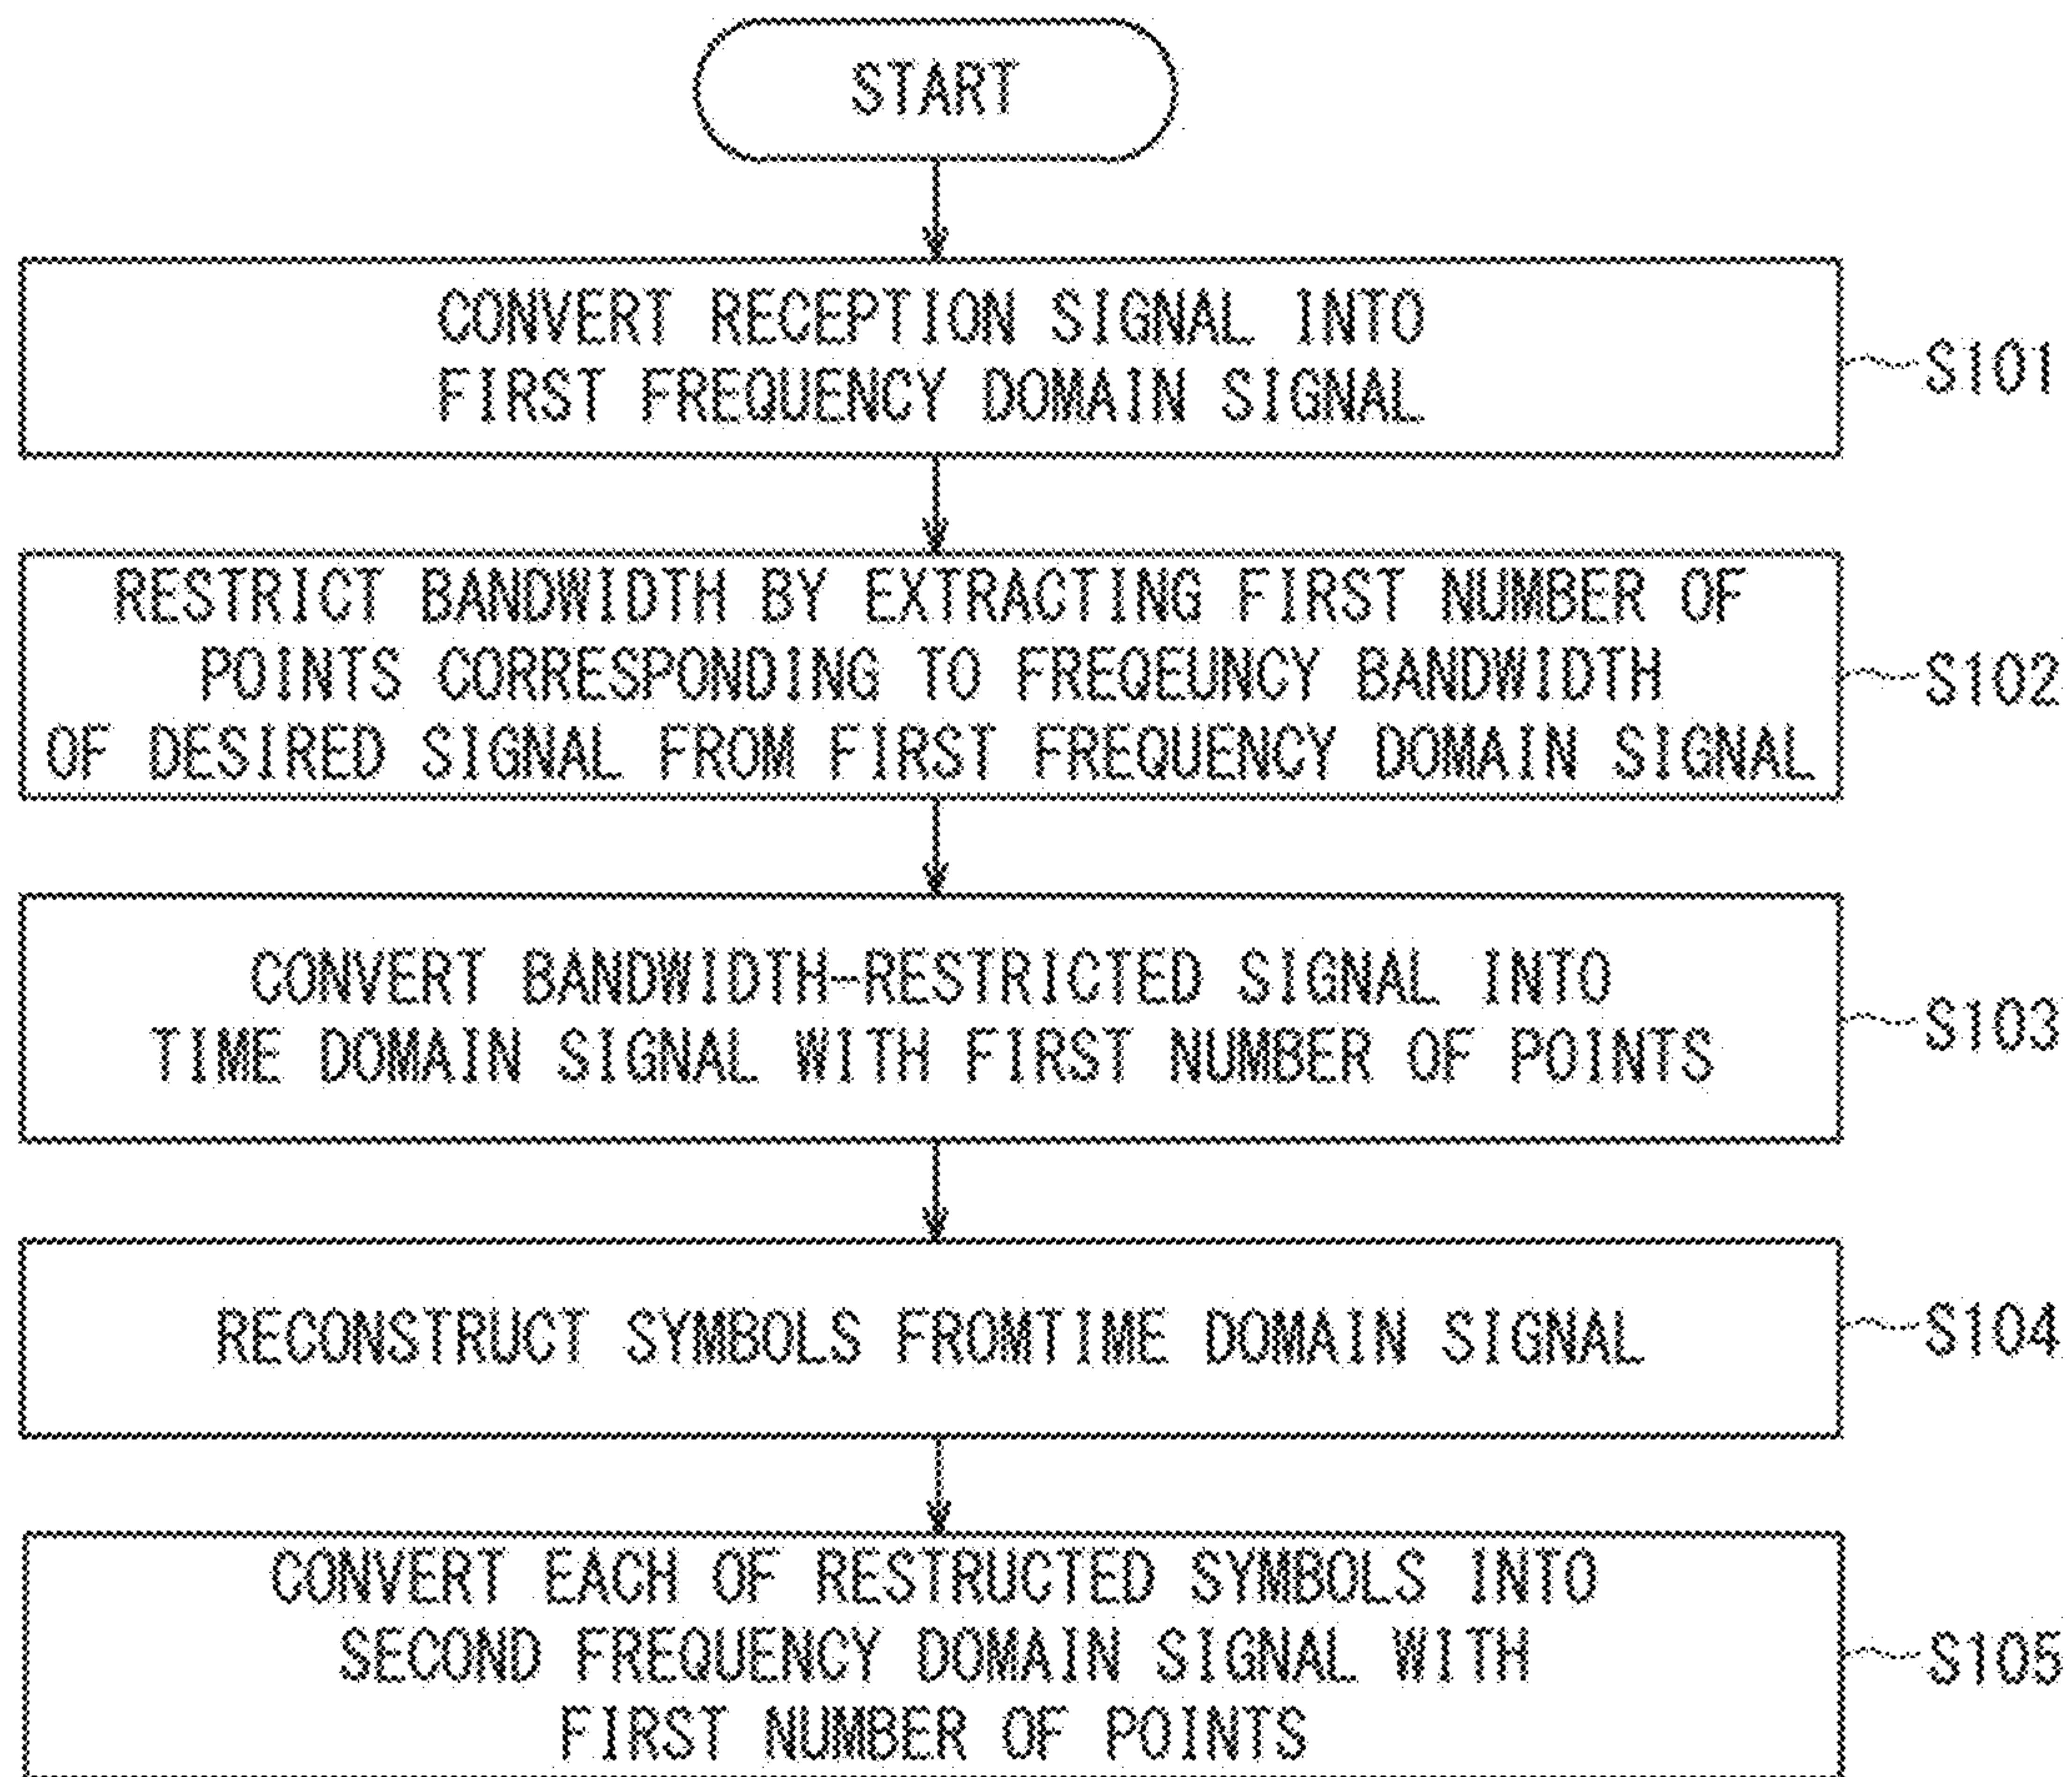 START
CONVERT RECEPTION SIGNAL INTO
FIRST FREQUENCY DOMAIN SIGNAL
S101
RESTRICT BANDWIDTH BY EXTRACTING FIRST NUMBER OF
POINTS CORRESPONDING TO FREQEUNCY BANDWIDTH
OF DESIRED SIGNAL FROM FIRST FREQUENCY DOMAIN SIGNAL
S102
CONVERT BANDWIDTH-RESTRICTED SIGNAL INTO
TIME DOMAIN SIGNAL WITH FIRST NUMBER OF POINTS
S103
RECONSTRUCT SYMBOLS FROMTIME DOMAIN SIGNAL
S104
CONVERT EACH OF RESTRUCTED SYMBOLS INTO
SECOND FREQUENCY DOMAIN SIGNAL WITH
FIRST NUMBER OF POINTS
S105